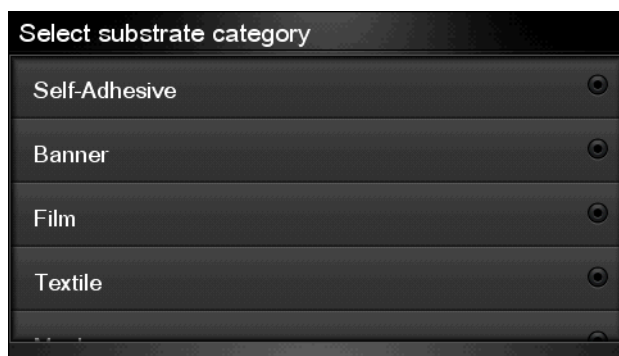 Select substrate category
Self-Adhesive
Banner
Film
Textile